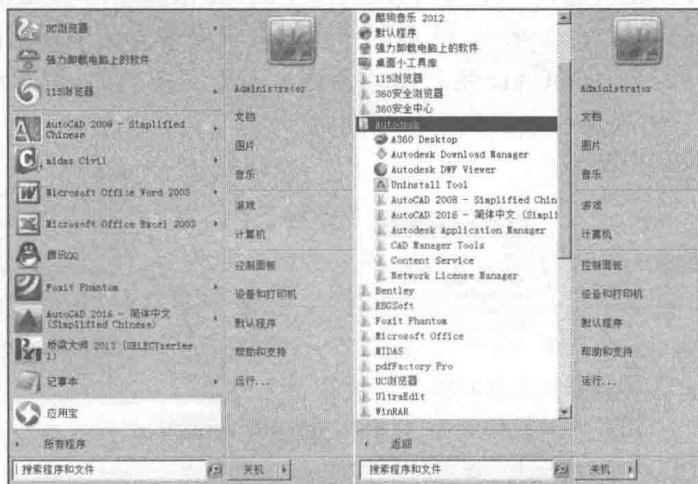 UC浏览器
强力卸载电脑上的软件
115浏览器
AutoCAD 2008 - Simplified
Chinese
midas Civil
Microsoft Office Word 2003
Microsoft Office Excel 2003
腾讯QQ
Foxit Phantom
AutoCAD 2016 - 简体中文
(Simplified Chinese)
桥梁大师 2013 (SELECTseries
1)
记事本
应用宝
所有程序
搜索程序和文件
Administrator
文档
图片
音乐
游戏
计算机
控制面板
设备和打印机
默认程序
帮助和支持
运行...
关机
酷狗音乐 2012
默认程序
强力卸载电脑上的软件
桌面小工具库
115浏览器
360安全浏览器
360安全中心
Autodesk
A360 Desktop
Autodesk Download Manager
Autodesk DWF Viewer
Uninstall Tool
AutoCAD 2008 - Simplified Chin
AutoCAD 2016 - 简体中文 (Simpli
Autodesk Application Manager
CAD Manager Tools
Content Service
Network License Manager
Bentley
EBGSoft
Foxit Phantom
Microsoft Office
MIDAS
pdfFactory Pro
UC浏览器
UltraEdit
WinRAR
返回
搜索程序和文件
Administrator
文档
图片
音乐
游戏
计算机
控制面板
设备和打印机
默认程序
帮助和支持
运行...
关机